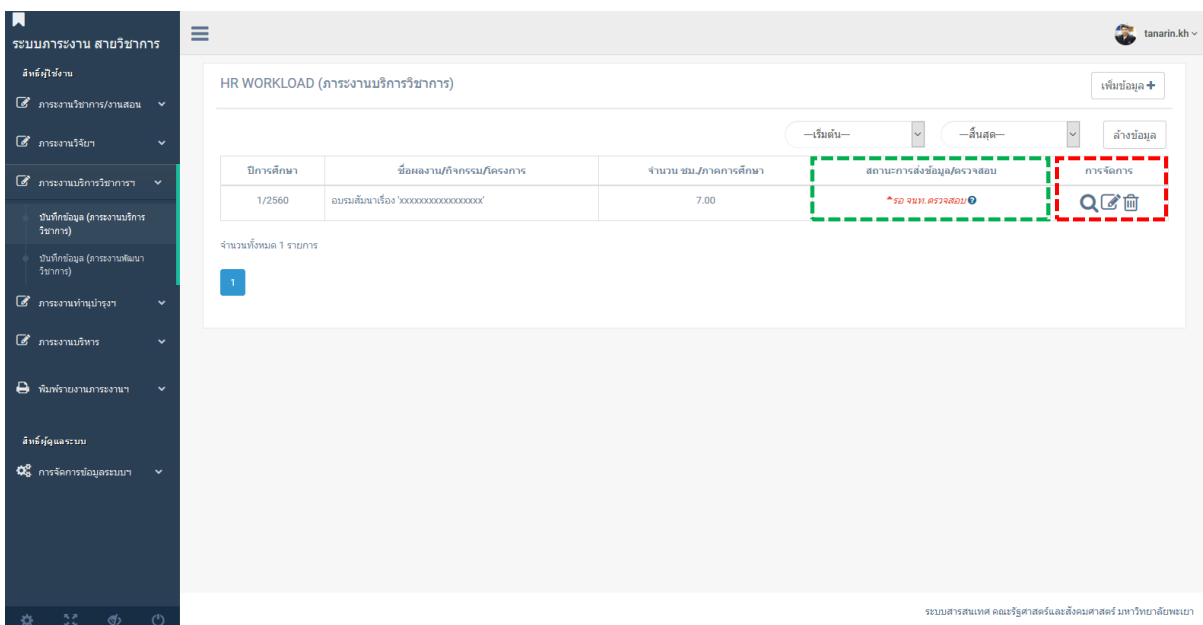 ระบบภาระงาน สายวิชาการ
tanarin.kh
สิทธิ์ผู้ใช้งาน
ภาระงานวิชาการ/งานสอน
ภาระงานวิจัยฯ
ภาระงานบริการวิชาการฯ
บันทึกข้อมูล (ภาระงานบริการ
วิชาการ)
บันทึกข้อมูล (ภาระงานพัฒนา
วิชาการ)
ภาระงานทำนุบำรุงฯ
ภาระงานบริหาร
พิมพ์รายงานภาระงานฯ
สิทธิ์ผู้ดูแลระบบ
การจัดการข้อมูลระบบฯ
HR WORKLOAD (ภาระงานบริการวิชาการ)
เพิ่มข้อมูล +
---เริ่มต้น--- ---สิ้นสุด--- ล้างข้อมูล
ปีการศึกษา ชื่อผลงาน/กิจกรรม/โครงการ จำนวน ชม./ภาคการศึกษา สถานะการส่งข้อมูล/ตรวจสอบ การจัดการ
1/2560 อบรมสัมนาเรื่อง 'xxxxxxxxxxxxxxxxx' 7.00 *รอ จนท. ตรวจสอบ
จำนวนทั้งหมด 1 รายการ
1
ระบบสารสนเทศ คณะรัฐศาสตร์และสังคมศาสตร์ มหาวิทยาลัยพะเยา